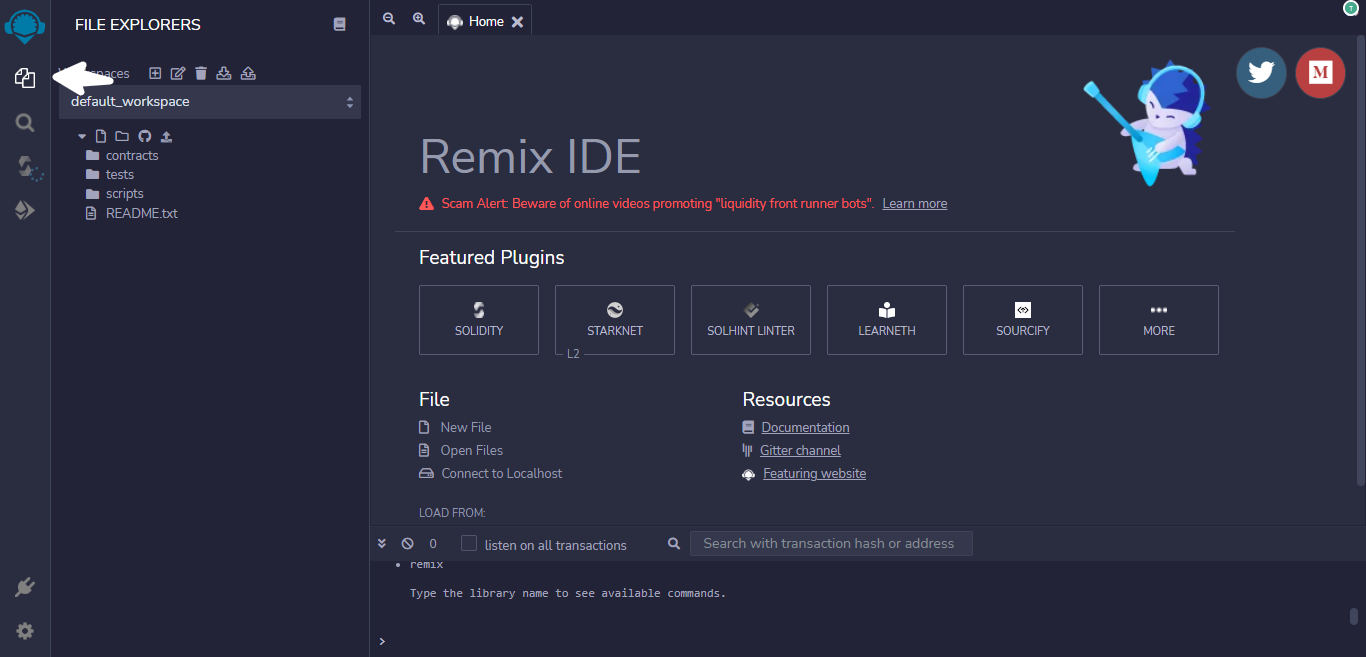 FILE EXPLORERS
Home
default_workspace
contracts
tests
scripts
README.txt
Remix IDE
Scam Alert: Beware of online videos promoting "liquidity front runner bots". Learn more
Featured Plugins
SOLIDITY
STARKNET
L2
SOLHINT LINTER
LEARNETH
SOURCIFY
MORE
File
New File
Open Files
Connect to Localhost
LOAD FROM:
Resources
Documentation
Gitter channel
Featuring website
0
listen on all transactions
Search with transaction hash or address
remix
Type the library name to see available commands.
>
M
T